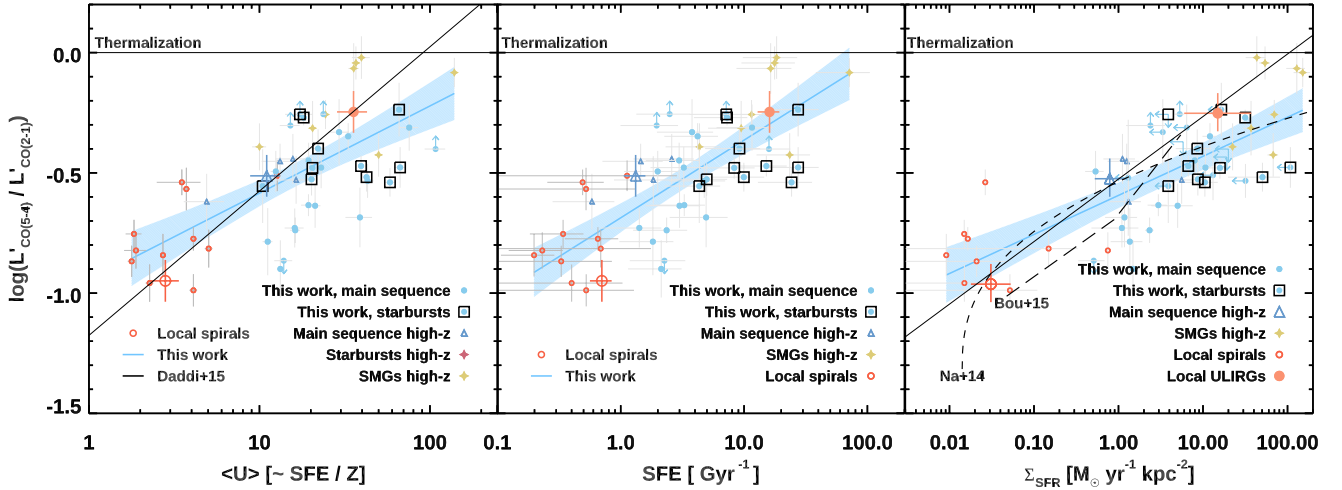 log(L'CO(5-4) / L'CO(2-1))
0.0
-0.5
-1.0
-1.5
Thermalization
This work, main sequence
This work, starbursts
Main sequence high-z
Starbursts high-z
SMGs high-z
Local spirals
This work
Daddi+15
1
10
100
<U> [~ SFE / Z]
Thermalization
This work, main sequence
This work, starbursts
Main sequence high-z
SMGs high-z
Local spirals
Local spirals
This work
0.1
1.0
10.0
100.0
SFE [ Gyr-1]
Thermalization
This work, main sequence
This work, starbursts
Main sequence high-z
SMGs high-z
Local spirals
Local ULIRGs
Bou+15
Na+14
0.01
0.10
1.00
10.00
100.00
ΣSFR [M⊙ yr-1 kpc-2]